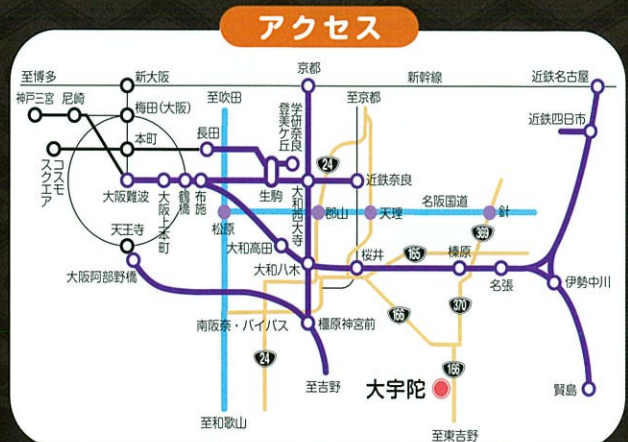 アクセス
至博多
新大阪
京都
新幹線
近鉄名古屋
神戸三宮
尼崎
梅田(大阪)
至吹田
学研奈良
登美ケ丘
至京都
近鉄四日市
本町
長田
24
コスモ
スクエア
大阪難波
大阪上本町
鶴橋
布施
生駒
大和西大寺
近鉄奈良
名阪国道
天王寺
松原
郡山
天理
針
369
大阪阿部野橋
大和高田
大和八木
桜井
165
榛原
名張
伊勢中川
南阪奈・バイパス
橿原神宮前
166
370
24
至吉野
大宇陀
166
賢島
至和歌山
至東吉野